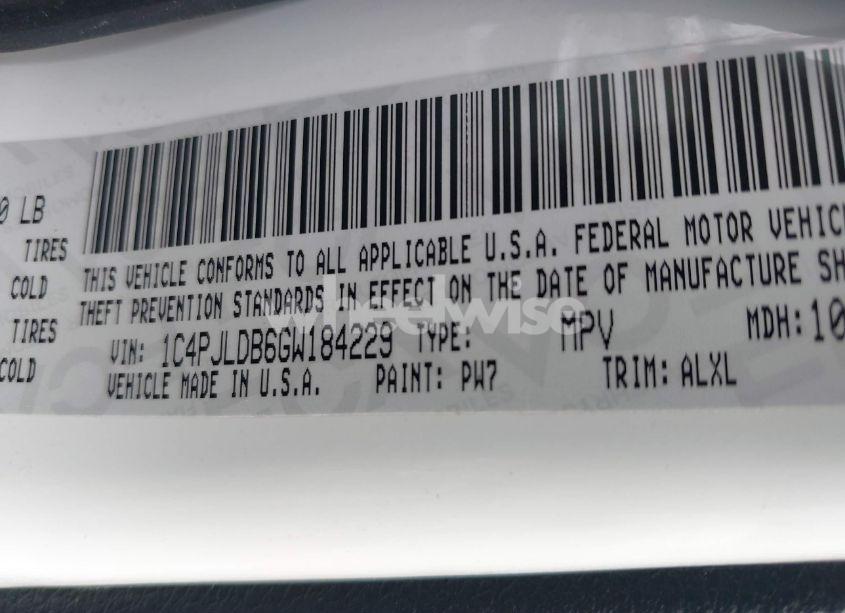 0 LB
TIRES
COLD
TIRES
COLD
THIS VEHICLE CONFORMS TO ALL APPLICABLE U.S.A. FEDERAL MOTOR VEHIC
THEFT PREVENTION STANDARDS IN EFFECT ON THE DATE OF MANUFACTURE SH
VIN: 1C4PJLDB6GW184229 TYPE: MPV MDH: 10
VEHICLE MADE IN U.S.A. PAINT: PW7 TRIM: ALXL
wheelwise